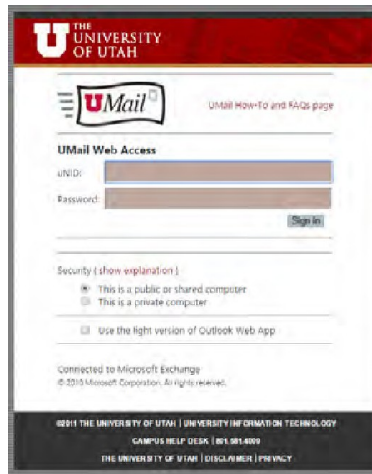 THE
UNIVERSITY
OF UTAH
UMail
UMail How-To and FAQs page
UMail Web Access
uNID:
Password:
Sign in
Security ( show explanation )
This is a public or shared computer
This is a private computer
Use the light version of Outlook Web App
Connected to Microsoft Exchange
© 2010 Microsoft Corporation. All rights reserved.
©2011 THE UNIVERSITY OF UTAH | UNIVERSITY INFORMATION TECHNOLOGY
CAMPUS HELP DESK | 801.581.4000
THE UNIVERSITY OF UTAH | DISCLAIMER | PRIVACY